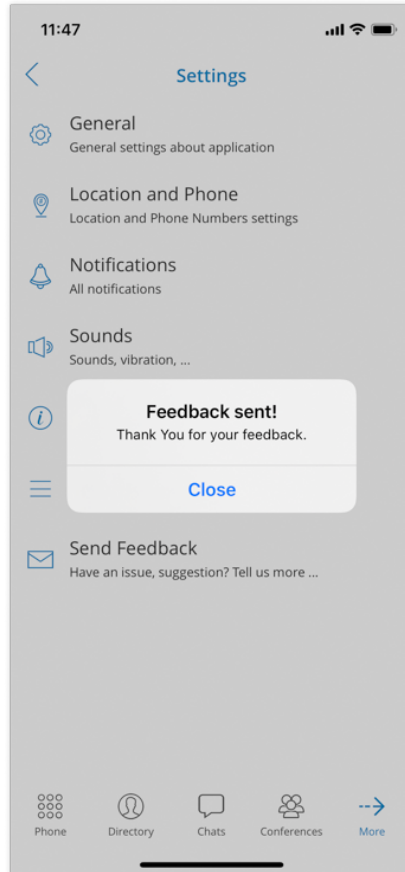 11:47
Settings
General
General settings about application
Location and Phone
Location and Phone Numbers settings
Notifications
All notifications
Sounds
Sounds, vibration, ...
Feedback sent!
Thank You for your feedback.
Close
Send Feedback
Have an issue, suggestion? Tell us more ...
Phone
Directory
Chats
Conferences
More